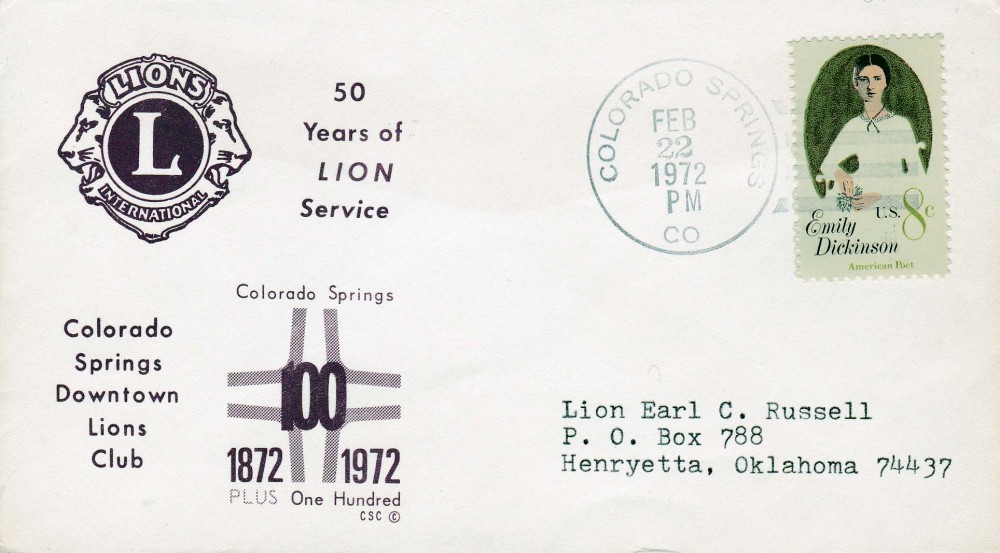 LIONS
L
INTERNATIONAL
50
Years of
LION
Service
COLORADO SPRINGS
FEB
22
1972
PM
CO
U.S. 8c
Emily
Dickinson
American Poet
Colorado
Springs
Downtown
Lions
Club
Colorado Springs
100
1872 1972
PLUS One Hundred
CSC ©
Lion Earl C. Russell
P. O. Box 788
Henryetta, Oklahoma 74437